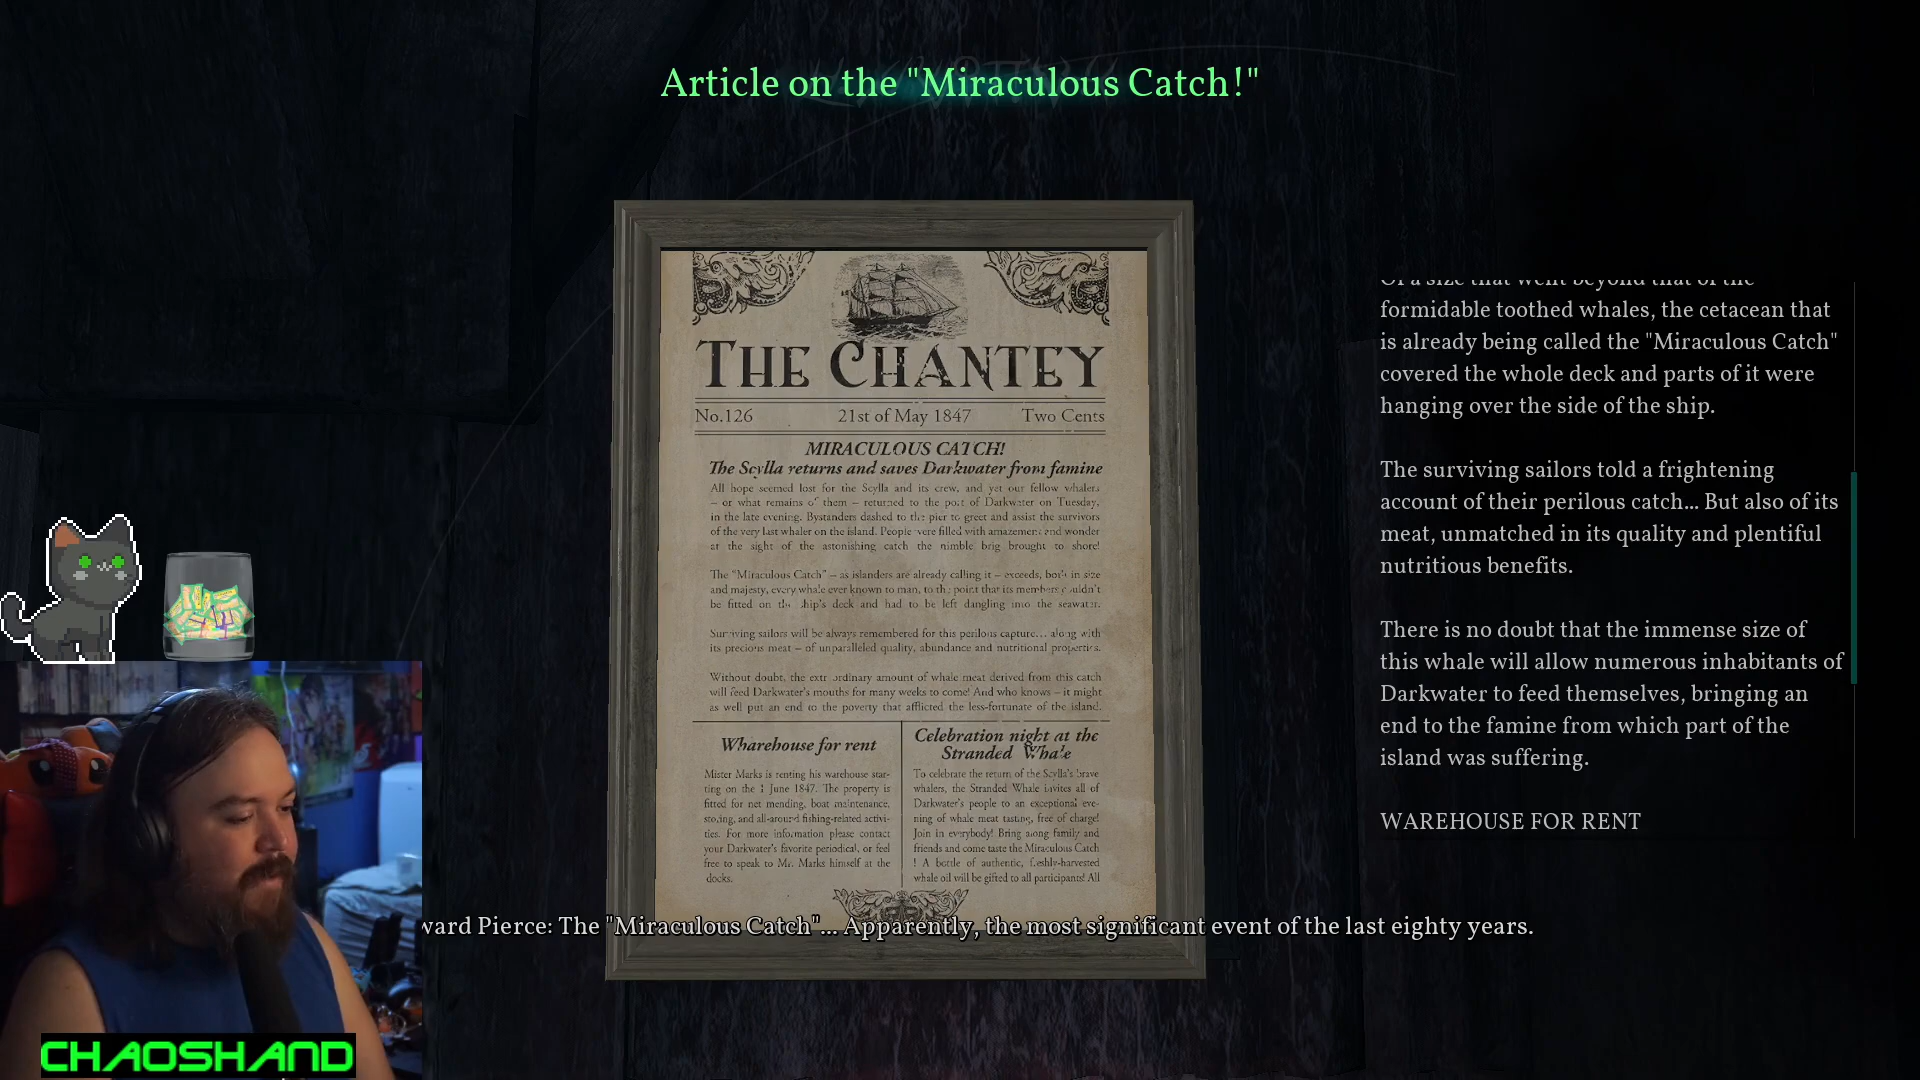 Article on the "Miraculous Catch!"
THE CHANTEY
No.126 21st of May 1847 Two Cents
MIRACULOUS CATCH!
The Scylla returns and saves Darkwater from famine
All hope seemed lost for the Scylla and its crew, and yet our fellow whalers
– or what remains of them – returned to the port of Darkwater on Tuesday,
in the late evening. Bystanders dashed to the pier to greet and assist the survivors
of the very last whaler on the island. People were filled with amazement and wonder
at the sight of the astonishing catch the nimble brig brought to shore!
The "Miraculous Catch" – as islanders are already calling it – exceeds, both in size
and majesty, every whale ever known to man, to the point that its members couldn't
be fitted on the ship's deck and had to be left dangling into the seawater.
Surviving sailors will be always remembered for this perilous capture... along with
its precious meat – of unparalleled quality, abundance and nutritional properties.
Without doubt, the extraordinary amount of whale meat derived from this catch
will feed Darkwater's mouths for many weeks to come! And who knows – it might
as well put an end to the poverty that afflicted the less-fortunate of the island.
Wharehouse for rent
Mister Marks is renting his warehouse star-
ting on the 1 June 1847. The property is
fitted for net mending, boat maintenance,
storing, and all-around fishing-related activi-
ties. For more information please contact
your Darkwater's favorite periodical, or feel
free to speak to Mr. Marks himself at the
docks.
Celebration night at the
Stranded Whale
To celebrate the return of the Scylla's brave
whalers, the Stranded Whale invites all of
Darkwater's people to an exceptional eve-
ning of whale meat tasting, free of charge!
Join in everybody! Bring along family and
friends and come taste the Miraculous Catch
! A bottle of authentic, freshly-harvested
whale oil will be gifted to all participants! All
Of a size that went beyond that of the
formidable toothed whales, the cetacean that
is already being called the "Miraculous Catch"
covered the whole deck and parts of it were
hanging over the side of the ship.
The surviving sailors told a frightening
account of their perilous catch... But also of its
meat, unmatched in its quality and plentiful
nutritious benefits.
There is no doubt that the immense size of
this whale will allow numerous inhabitants of
Darkwater to feed themselves, bringing an
end to the famine from which part of the
island was suffering.
WAREHOUSE FOR RENT
ward Pierce: The "Miraculous Catch"... Apparently, the most significant event of the last eighty years.
CHAOSHAND